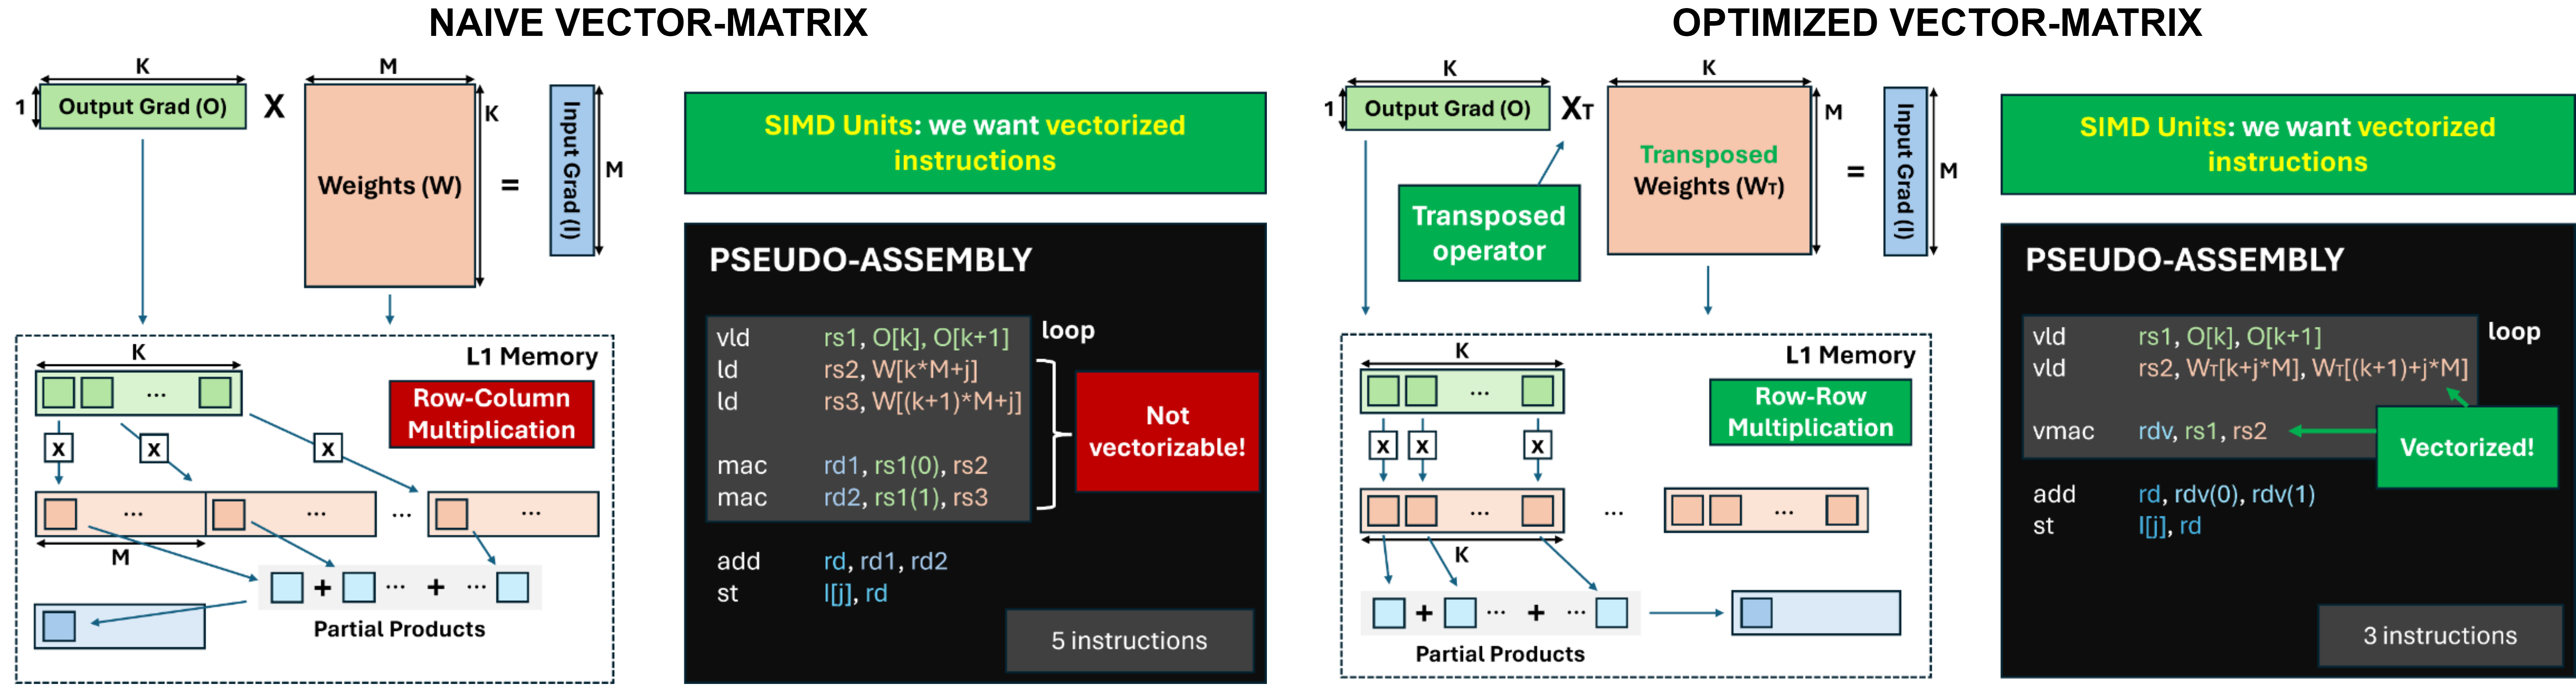 NAIVE VECTOR-MATRIX
K
1
Output Grad (O)
X
M
Weights (W)
K
=
Input Grad (I)
M
K
L1 Memory
...
Row-Column
Multiplication
x
x
x
...
...
...
...
M
+
...
+
...
Partial Products
SIMD Units: we want vectorized
instructions
PSEUDO-ASSEMBLY
vld rs1, O[k], O[k+1]
loop
ld rs2, W[k*M+j]
ld rs3, W[(k+1)*M+j]
mac rd1, rs1(0), rs2
mac rd2, rs1(1), rs3
Not
vectorizable!
add rd, rd1, rd2
st I[j], rd
5 instructions
OPTIMIZED VECTOR-MATRIX
K
1
Output Grad (O)
XT
K
Transposed
Weights (WT)
M
=
Input Grad (I)
M
Transposed
operator
K
L1 Memory
...
Row-Row
Multiplication
x
x
x
...
...
...
K
+
...
+
...
Partial Products
SIMD Units: we want vectorized
instructions
PSEUDO-ASSEMBLY
vld rs1, O[k], O[k+1]
loop
vld rs2, WT[k+j*M], WT[(k+1)+j*M]
vmac rdv, rs1, rs2
Vectorized!
add rd, rdv(0), rdv(1)
st I[j], rd
3 instructions